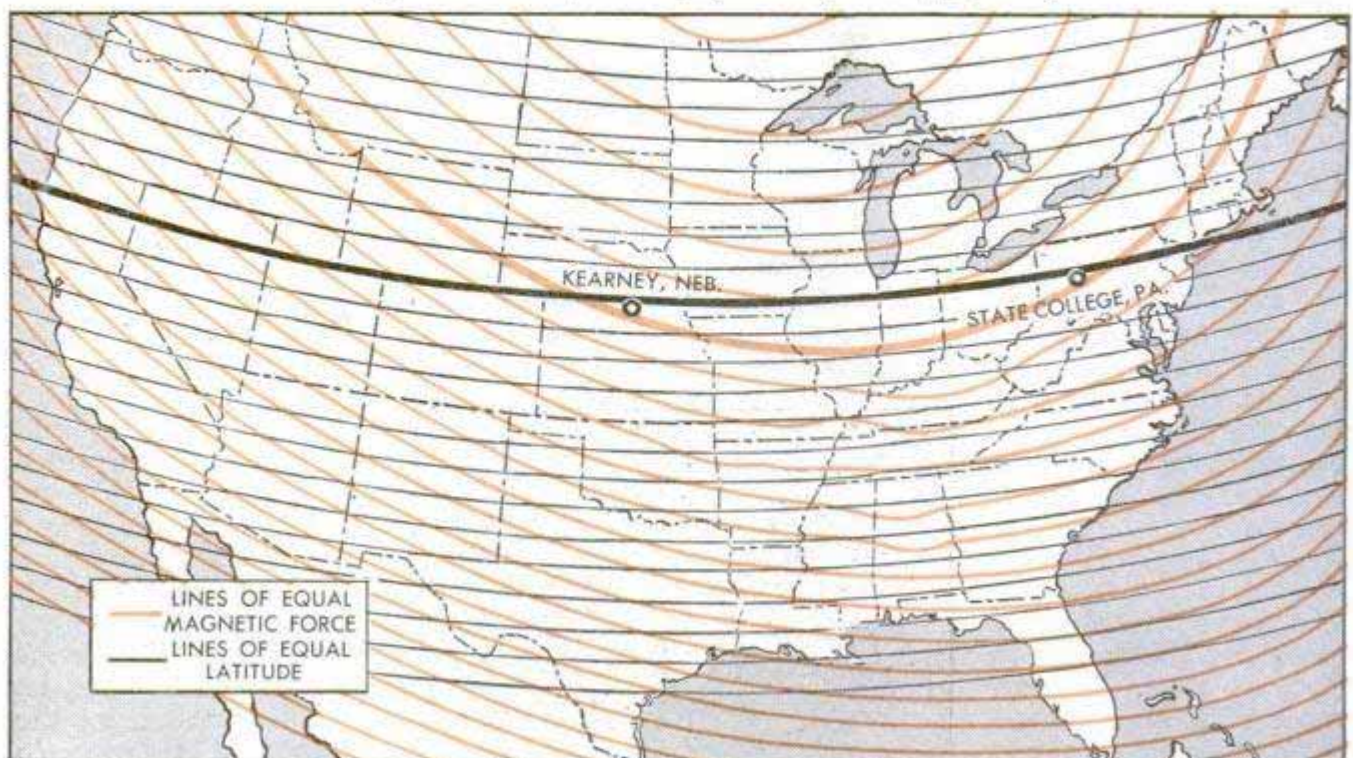 KEARNEY, NEB.
STATE COLLEGE, PA.
LINES OF EQUAL
MAGNETIC FORCE
LINES OF EQUAL
LATITUDE